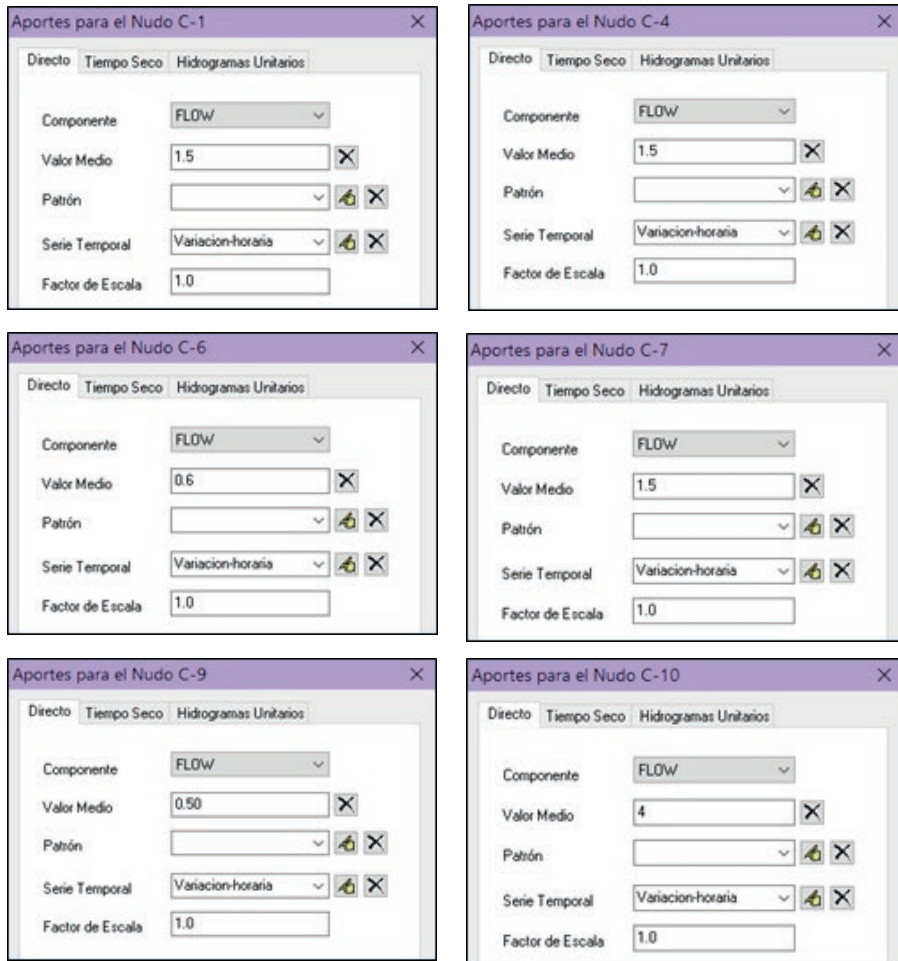 Aportes para el Nudo C-1
Directo Tiempo Seco Hidrogramas Unitarios
Componente FLOW
Valor Medio 1.5
Patrón
Serie Temporal Variacion-horaria
Factor de Escala 1.0
Aportes para el Nudo C-4
Directo Tiempo Seco Hidrogramas Unitarios
Componente FLOW
Valor Medio 1.5
Patrón
Serie Temporal Variacion-horaria
Factor de Escala 1.0
Aportes para el Nudo C-6
Directo Tiempo Seco Hidrogramas Unitarios
Componente FLOW
Valor Medio 0.6
Patrón
Serie Temporal Variacion-horaria
Factor de Escala 1.0
Aportes para el Nudo C-7
Directo Tiempo Seco Hidrogramas Unitarios
Componente FLOW
Valor Medio 1.5
Patrón
Serie Temporal Variacion-horaria
Factor de Escala 1.0
Aportes para el Nudo C-9
Directo Tiempo Seco Hidrogramas Unitarios
Componente FLOW
Valor Medio 0.50
Patrón
Serie Temporal Variacion-horaria
Factor de Escala 1.0
Aportes para el Nudo C-10
Directo Tiempo Seco Hidrogramas Unitarios
Componente FLOW
Valor Medio 4
Patrón
Serie Temporal Variacion-horaria
Factor de Escala 1.0